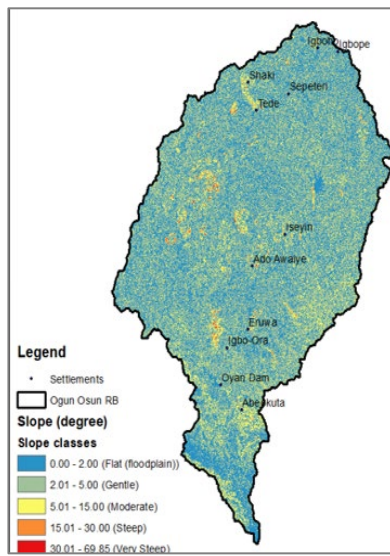 Igboho Igbope
Shaki
Sepeteri
Tede
Iseyin
Ado Awaiye
Eruwa
Igbo-Ora
Oyan Dam
Abeokuta
Legend
Settlements
Ogun Osun RB
Slope (degree)
Slope classes
0.00 - 2.00 (Flat (floodplain))
2.01 - 5.00 (Gentle)
5.01 - 15.00 (Moderate)
15.01 - 30.00 (Steep)
30.01 - 69.85 (Very Steep)